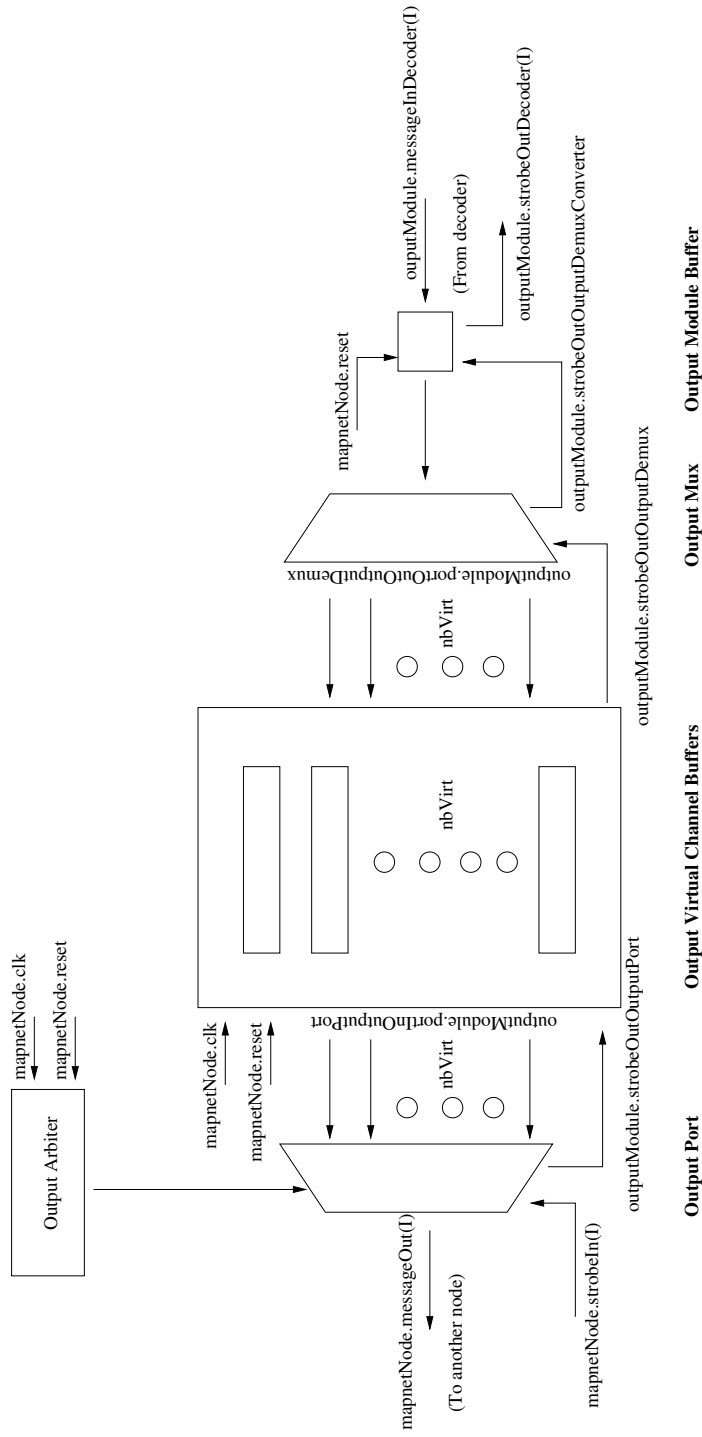 mapnetNode.clk
mapnetNode.reset
Output Arbiter
mapnetNode.clk
mapnetNode.reset
mapnetNode.messageOut(I)
(To another node)
mapnetNode.strobeIn(I)
nbVirt
outputModule.portInOutputPort
outputModule.strobeOutOutputPort
nbVirt
nbVirt
outputModule.portOutOutputDemux
outputModule.strobeOutOutputDemux
mapnetNode.reset
ouputModule.messageInDecoder(I)
(From decoder)
outputModule.strobeOutDecoder(I)
outputModule.strobeOutOutputDemuxConverter
Output Port
Output Virtual Channel Buffers
Output Mux
Output Module Buffer